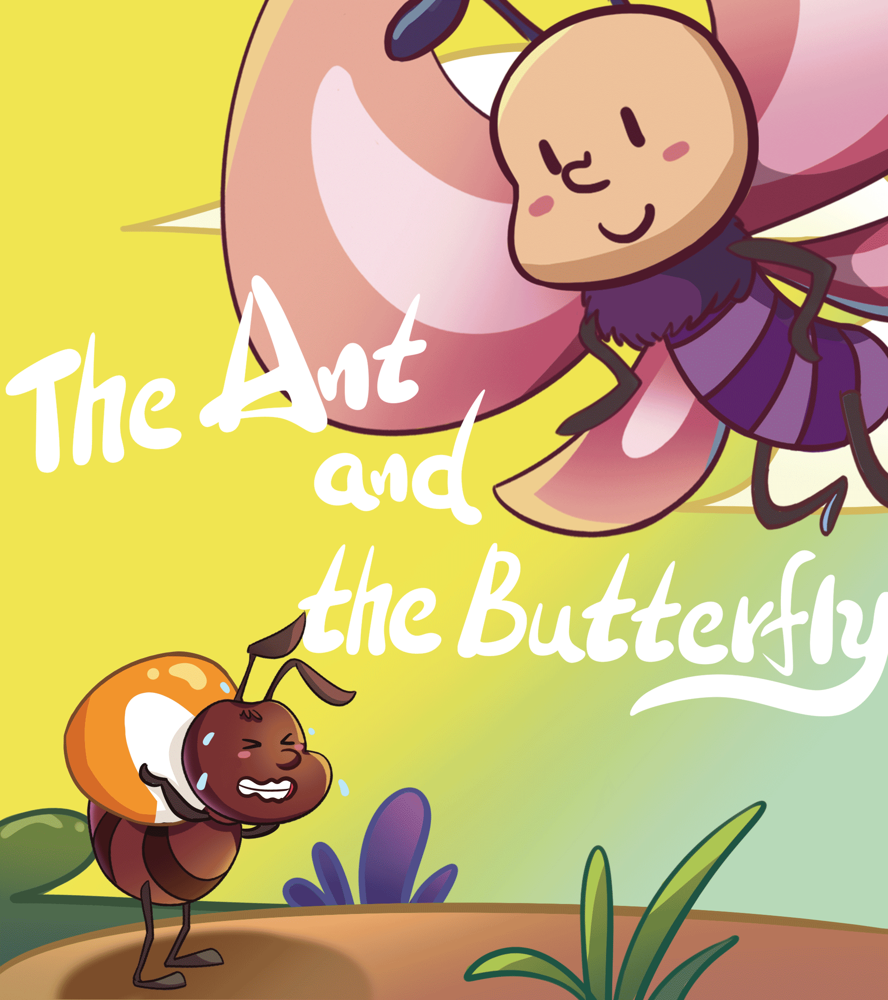 The Ant
and
the Butterfly